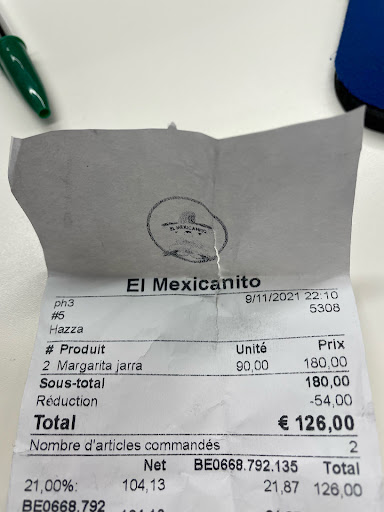 EL MEXICANITO
El Mexicanito
ph3 9/11/2021 22:10
#5 5308
Hazza
# Produit Unité Prix
2 Margarita jarra 90,00 180,00
Sous-total 180,00
Réduction -54,00
Total € 126,00
Nombre d'articles commandés 2
Net BE0668.792.135 Total
21,00%: 104,13 21,87 126,00
BE0668.792